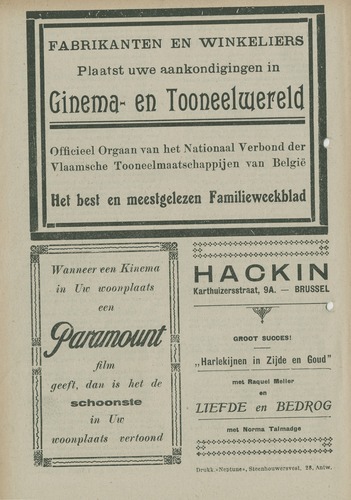 FABRIKANTEN EN WINKELIERS
Plaatst uwe aankondigingen in
Cinema- en Tooneelwereld
Officieel Orgaan van het Nationaal Verbond der
Vlaamsche Tooneelmaatschappijen van België
Het best en meestgelezen Familieweekblad
Wanneer een Kinema
in Uw woonplaats
een
Paramount
film
geeft, dan is het de
schoonste
in Uw
woonplaats vertoond
HACKIN
Karthuizersstraat, 9A. — BRUSSEL
GROOT SUCCES!
„Harlekijnen in Zijde en Goud"
met Raquel Meller
en
LIEFDE en BEDROG
met Norma Talmadge
Drukk. «Neptune», Steenhouwersvest, 28, Antw.